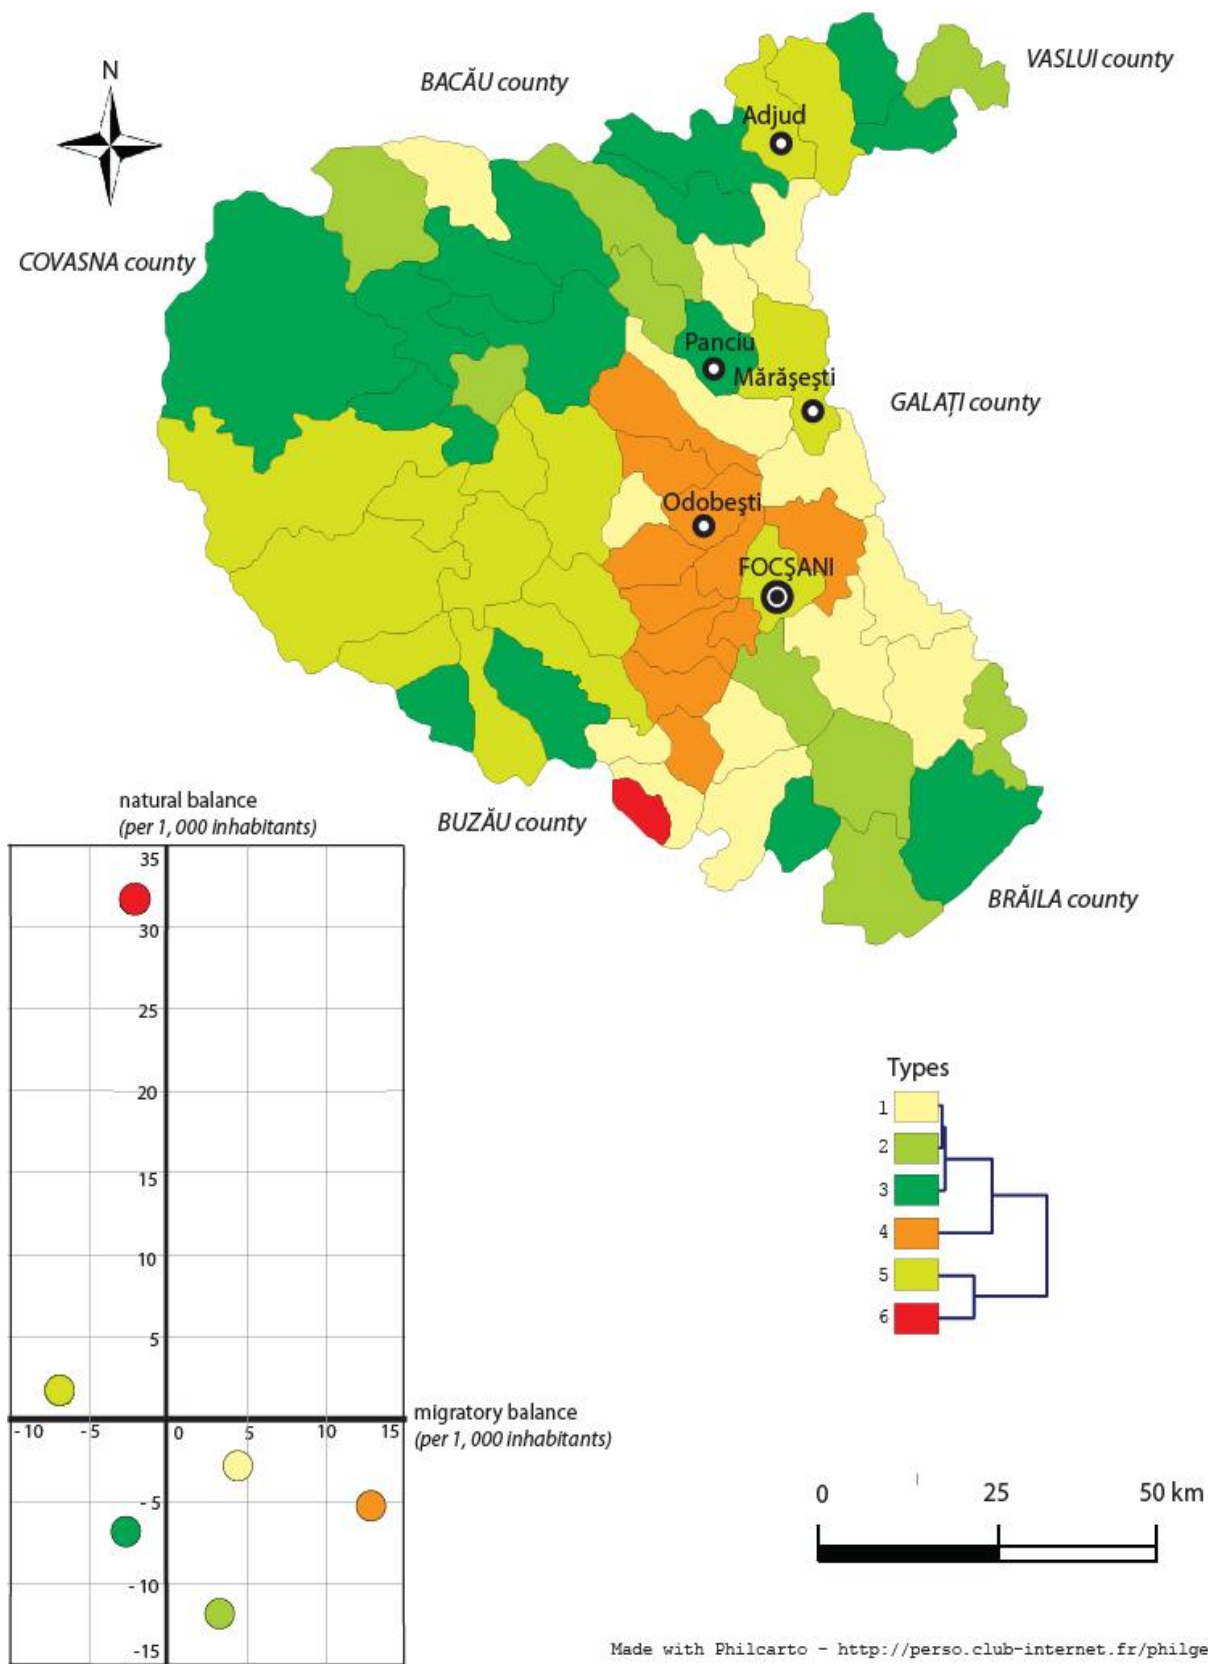 VASLUI county
BACĂU county
N
Adjud
COVASNA county
Panciu
Mărăşeşti
GALAȚI county
Odobeşti
FOCŞANI
natural balance
(per 1, 000 inhabitants)
BUZĂU county
35
BRĂILA county
30
25
20
15
10
5
migratory balance
(per 1, 000 inhabitants)
-10 -5 0 5 10 15
- 5
- 10
-15
Types
1
2
3
4
5
6
0 25 50 km
Made with Philcarto - http://perso.club-internet.fr/philge